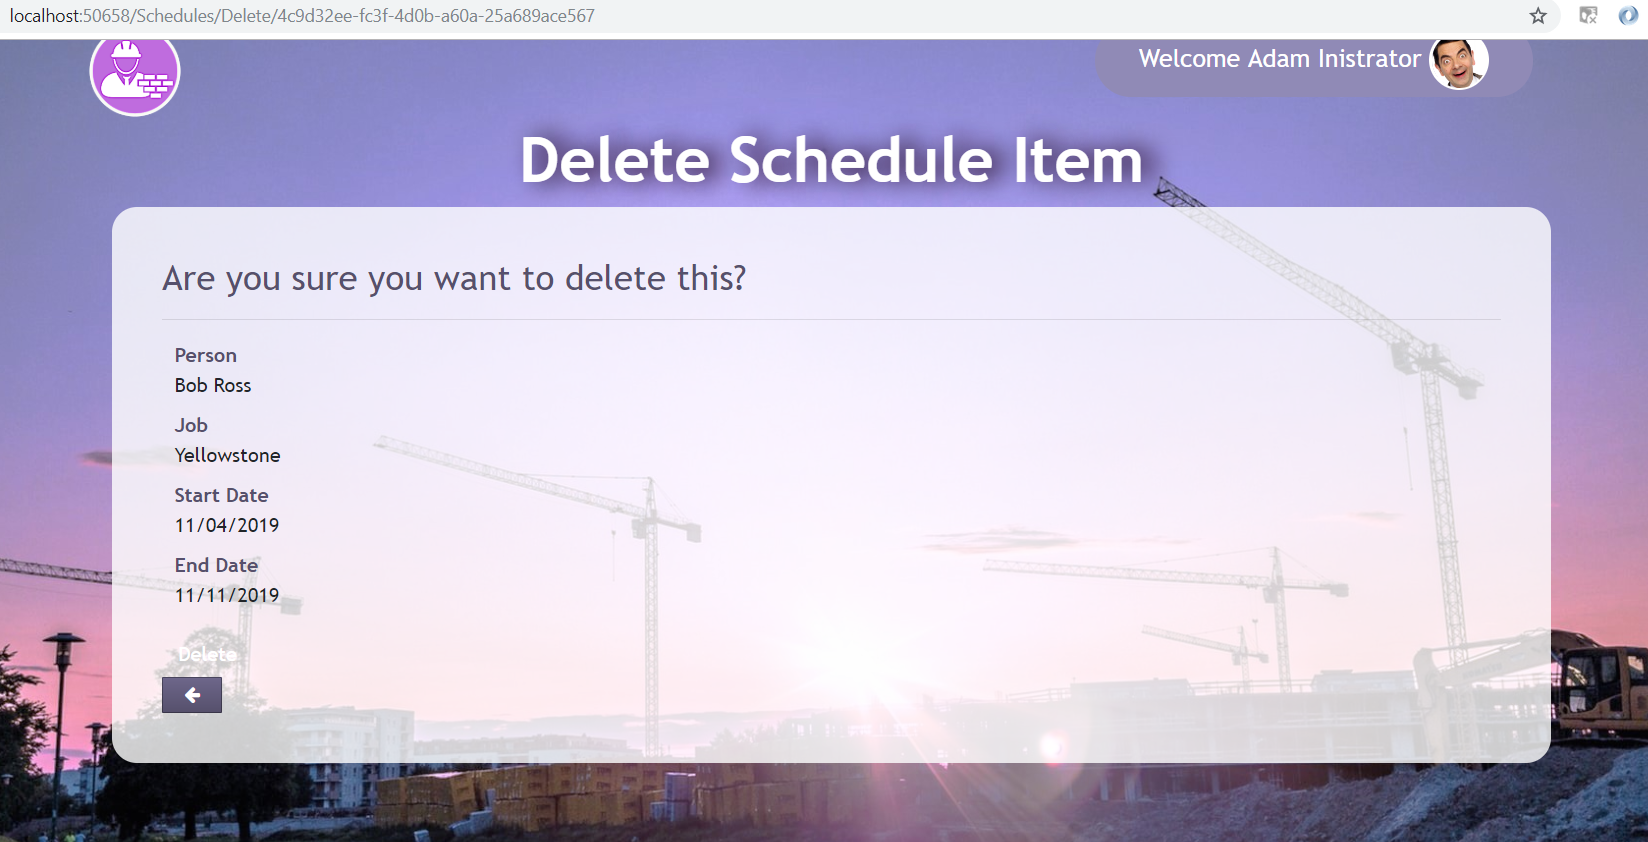 localhost:50658/Schedules/Delete/4c9d32ee-fc3f-4d0b-a60a-25a689ace567
Welcome Adam Inistrator
Delete Schedule Item
Are you sure you want to delete this?
Person
Bob Ross
Job
Yellowstone
Start Date
11/04/2019
End Date
11/11/2019
Delete